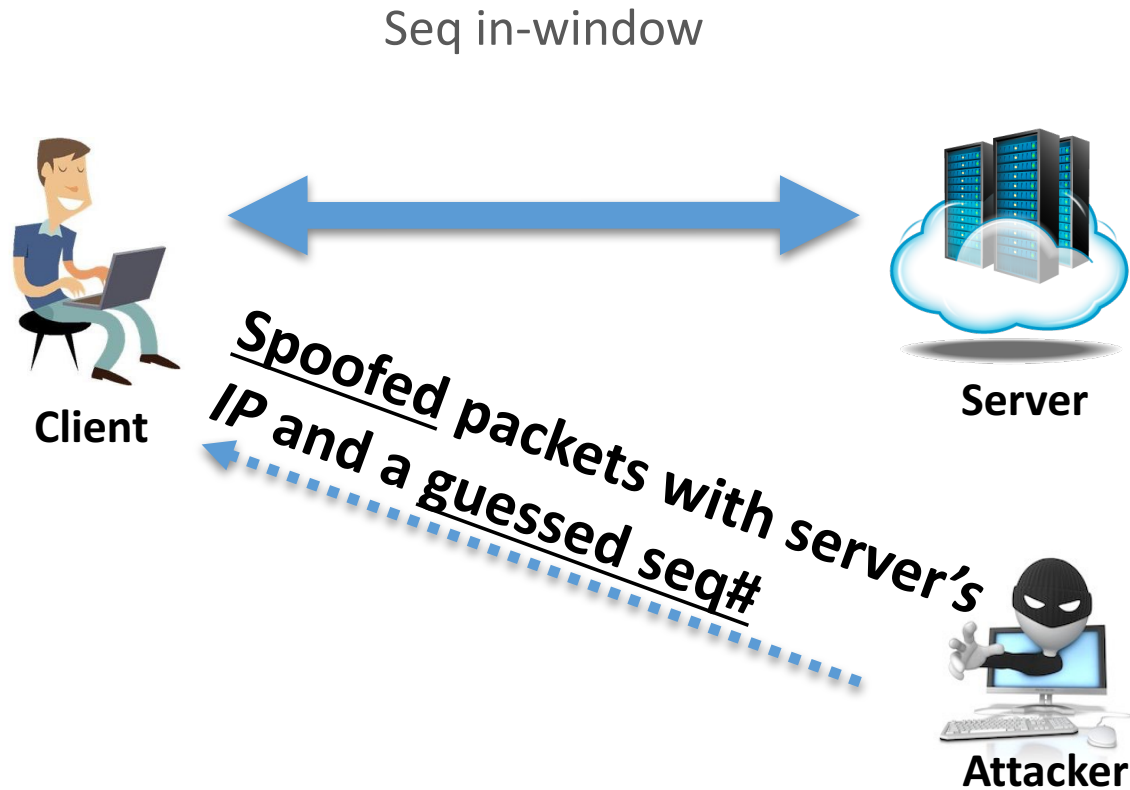 Seq in-window
Client
Server
Spoofed packets with server’s
IP and a guessed seq#
Attacker